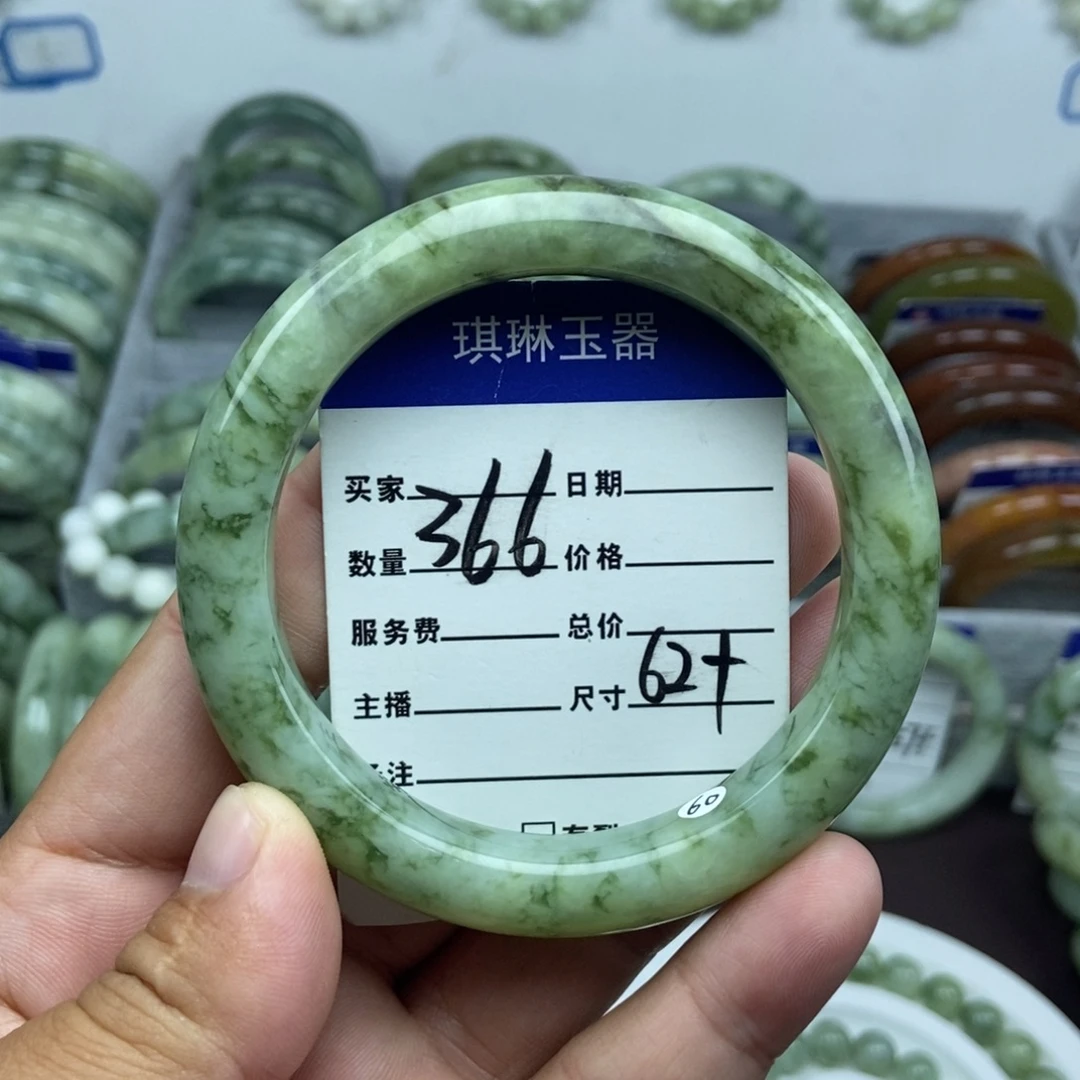 琪琳玉器
买家 366 日期
数量 价格
服务费 总价
主播 尺寸 62+
注
60